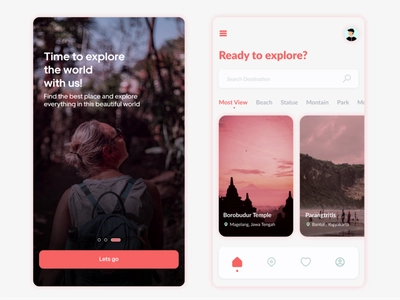 Time to explore
the world
with us!
Find the best place and explore
everything in this beautiful world
Lets go
Ready to explore?
Search Destination
Most View Beach Statue Montain Park Mo
Borobudur Temple
Magelang, Jawa Tengah
Parangtritis
Bantul, Yogyakarta